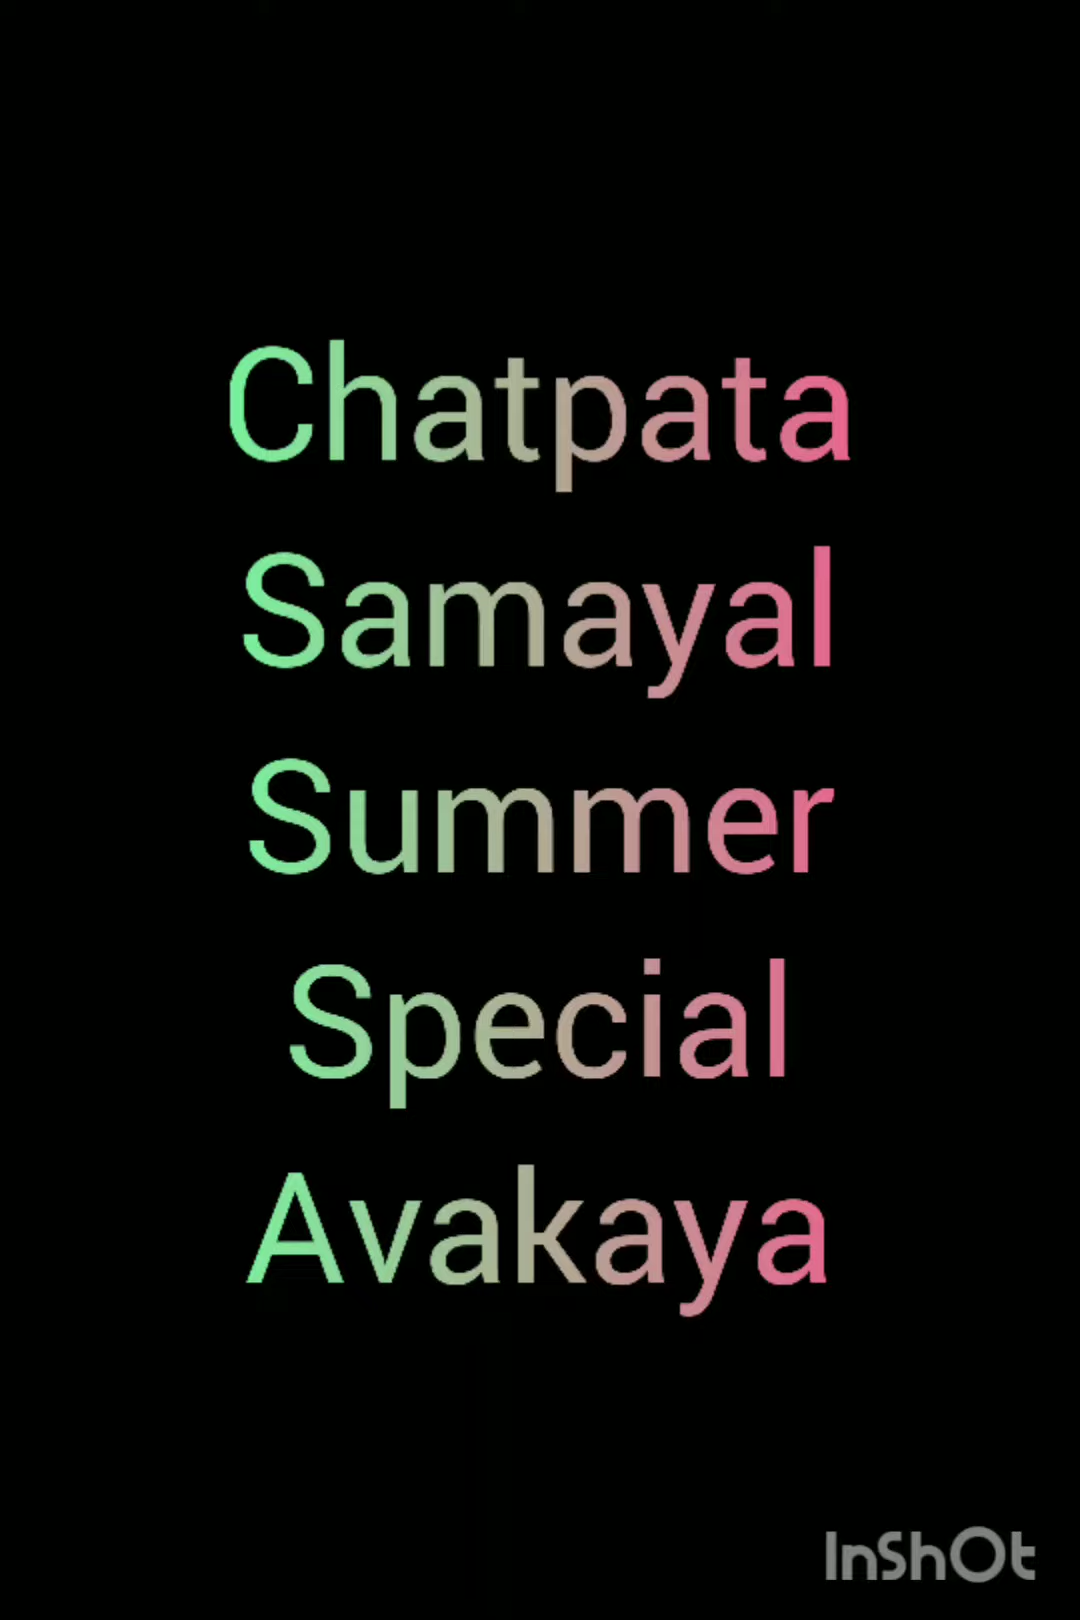 Chatpata
Samayal
Summer
Special
Avakaya
InShOt